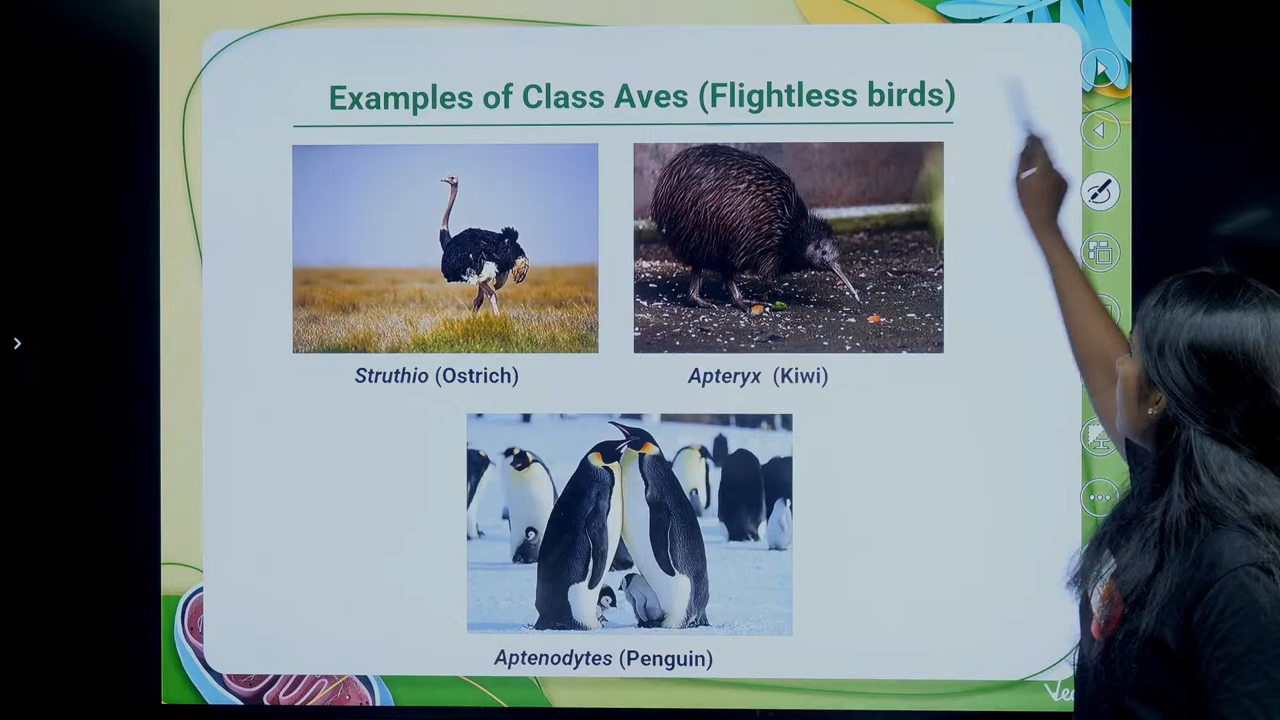 Examples of Class Aves (Flightless birds)
Struthio (Ostrich)
Apteryx (Kiwi)
Aptenodytes (Penguin)